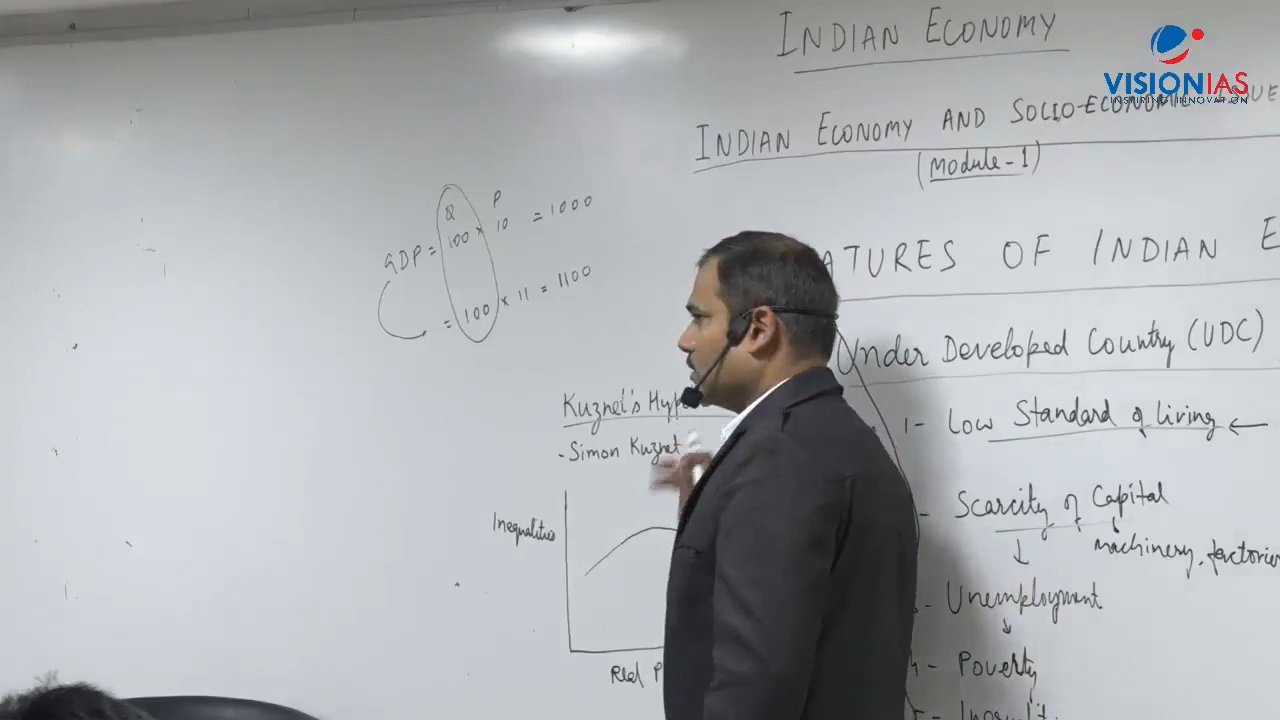 INDIAN ECONOMY
VISIONIAS
INSPIRING INNOVATION
INDIAN ECONOMY AND SOCIO-ECONOMIC ISSUE
(Module-1)
Q P
GDP = 100 × 10 = 1000
= 100 × 11 = 1100
ATURES OF INDIAN E
Under Developed Country (UDC)
Kuznet's Hyp
- Simon Kuznet
Inequalities
Real P
1- Low Standard of living ←
- Scarcity of Capital
machinery, factories
- Unemployment
- Poverty